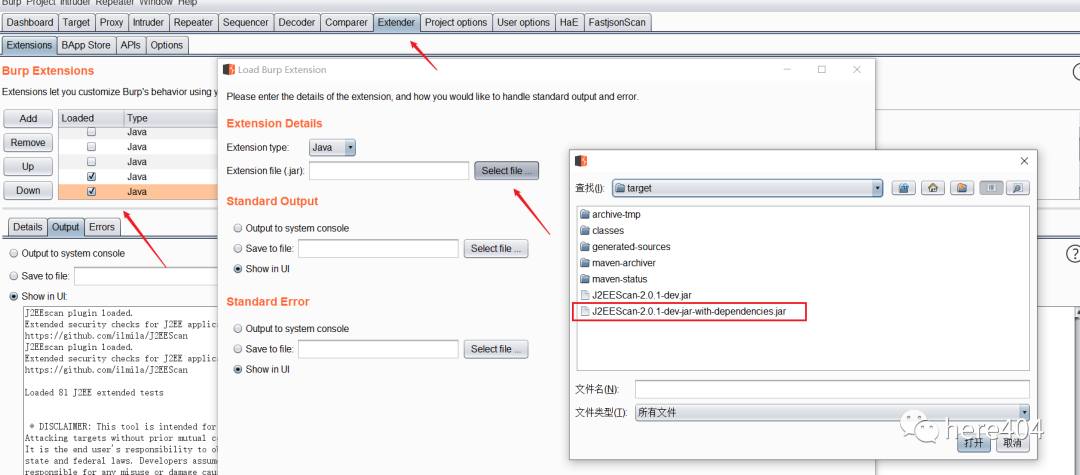 Burp Project Intruder Repeater Window Help
Dashboard Target Proxy Intruder Repeater Sequencer Decoder Comparer Extender Project options User options HaE FastjsonScan
Extensions BApp Store APIs Options
Burp Extensions
Extensions let you customize Burp's behavior using
Add
Remove
Up
Down
Loaded Type
Java
Java
Java
Java
Java
Details Output Errors
Output to system console
Save to file:
Show in UI:
J2EEscan plugin loaded.
Extended security checks for J2EE applic
https://github.com/ilmila/J2EEScan
J2EEscan plugin loaded.
Extended security checks for J2EE applic
https://github.com/ilmila/J2EEScan
Loaded 81 J2EE extended tests
* DISCLAIMER: This tool is intended for
Attacking targets without prior mutual c
It is the end user's responsibility to ob
state and federal laws. Developers assum
responsible for any misuse or damage caus
Load Burp Extension
Please enter the details of the extension, and how you would like to handle standard output and error.
Extension Details
Extension type: Java
Extension file (.jar): Select file ...
Standard Output
Output to system console
Save to file: Select file ...
Show in UI
Standard Error
Output to system console
Save to file: Select file ...
Show in UI
查找(I): target
archive-tmp
classes
generated-sources
maven-archiver
maven-status
J2EEScan-2.0.1-dev.jar
J2EEScan-2.0.1-dev-jar-with-dependencies.jar
文件名(N):
文件类型(T): 所有文件
打开 取消
here404